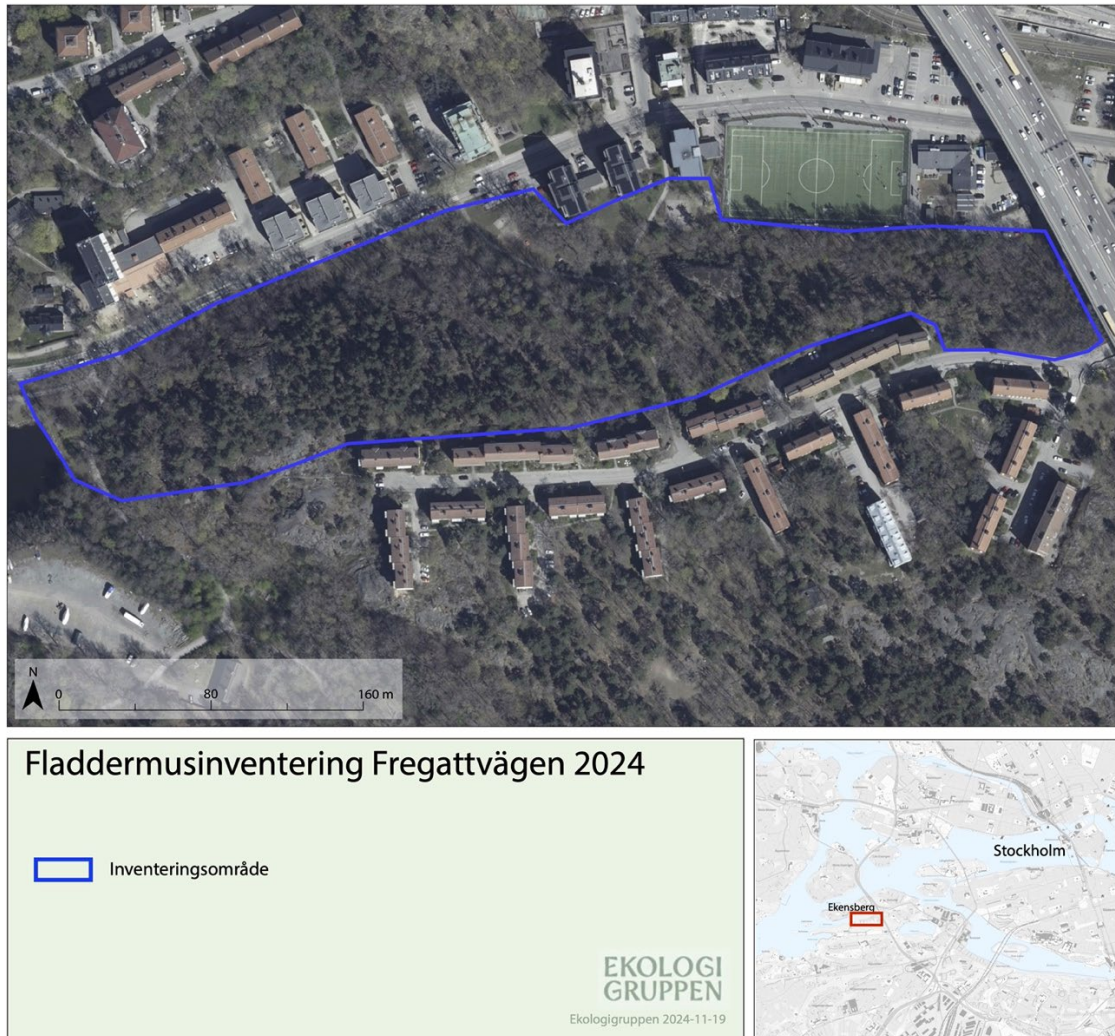 N
0 80 160 m
Fladdermusinventering Fregattvägen 2024
Inventeringsområde
EKOLOGI
GRUPPEN
Ekologigruppen 2024-11-19
Stockholm
Ekensberg